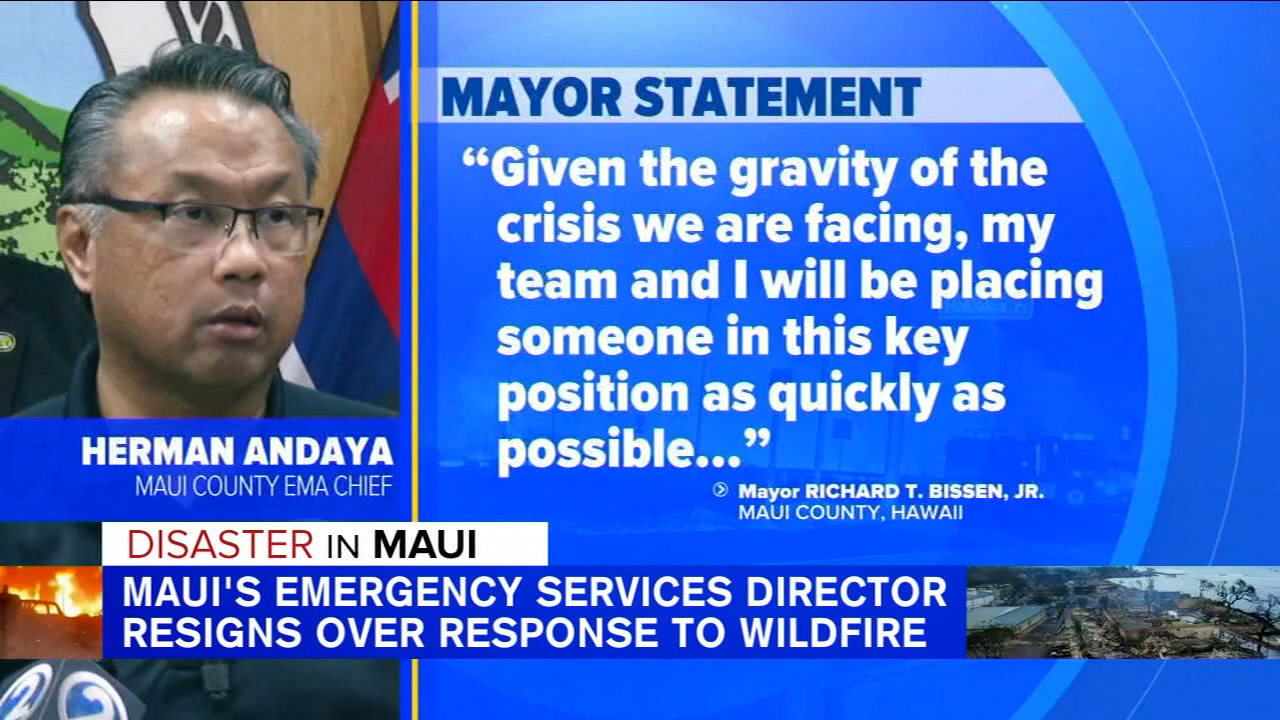 MAYOR STATEMENT
“Given the gravity of the
crisis we are facing, my
team and I will be placing
someone in this key
position as quickly as
possible...”
Mayor RICHARD T. BISSEN, JR.
MAUI COUNTY, HAWAII
HERMAN ANDAYA
MAUI COUNTY EMA CHIEF
DISASTER IN MAUI
MAUI'S EMERGENCY SERVICES DIRECTOR
RESIGNS OVER RESPONSE TO WILDFIRE
2 2